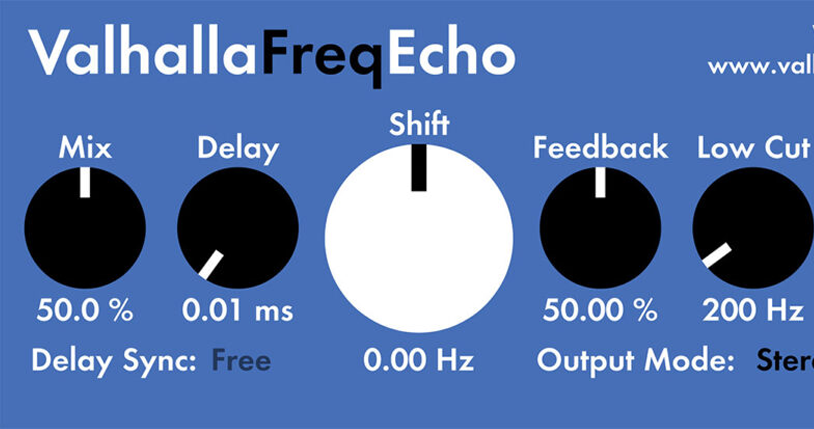 ValhallaFreqEcho
www.val
Shift
Mix Delay Feedback Low Cut
50.0 % 0.01 ms 50.00 % 200 Hz
Delay Sync: Free 0.00 Hz Output Mode: Ster